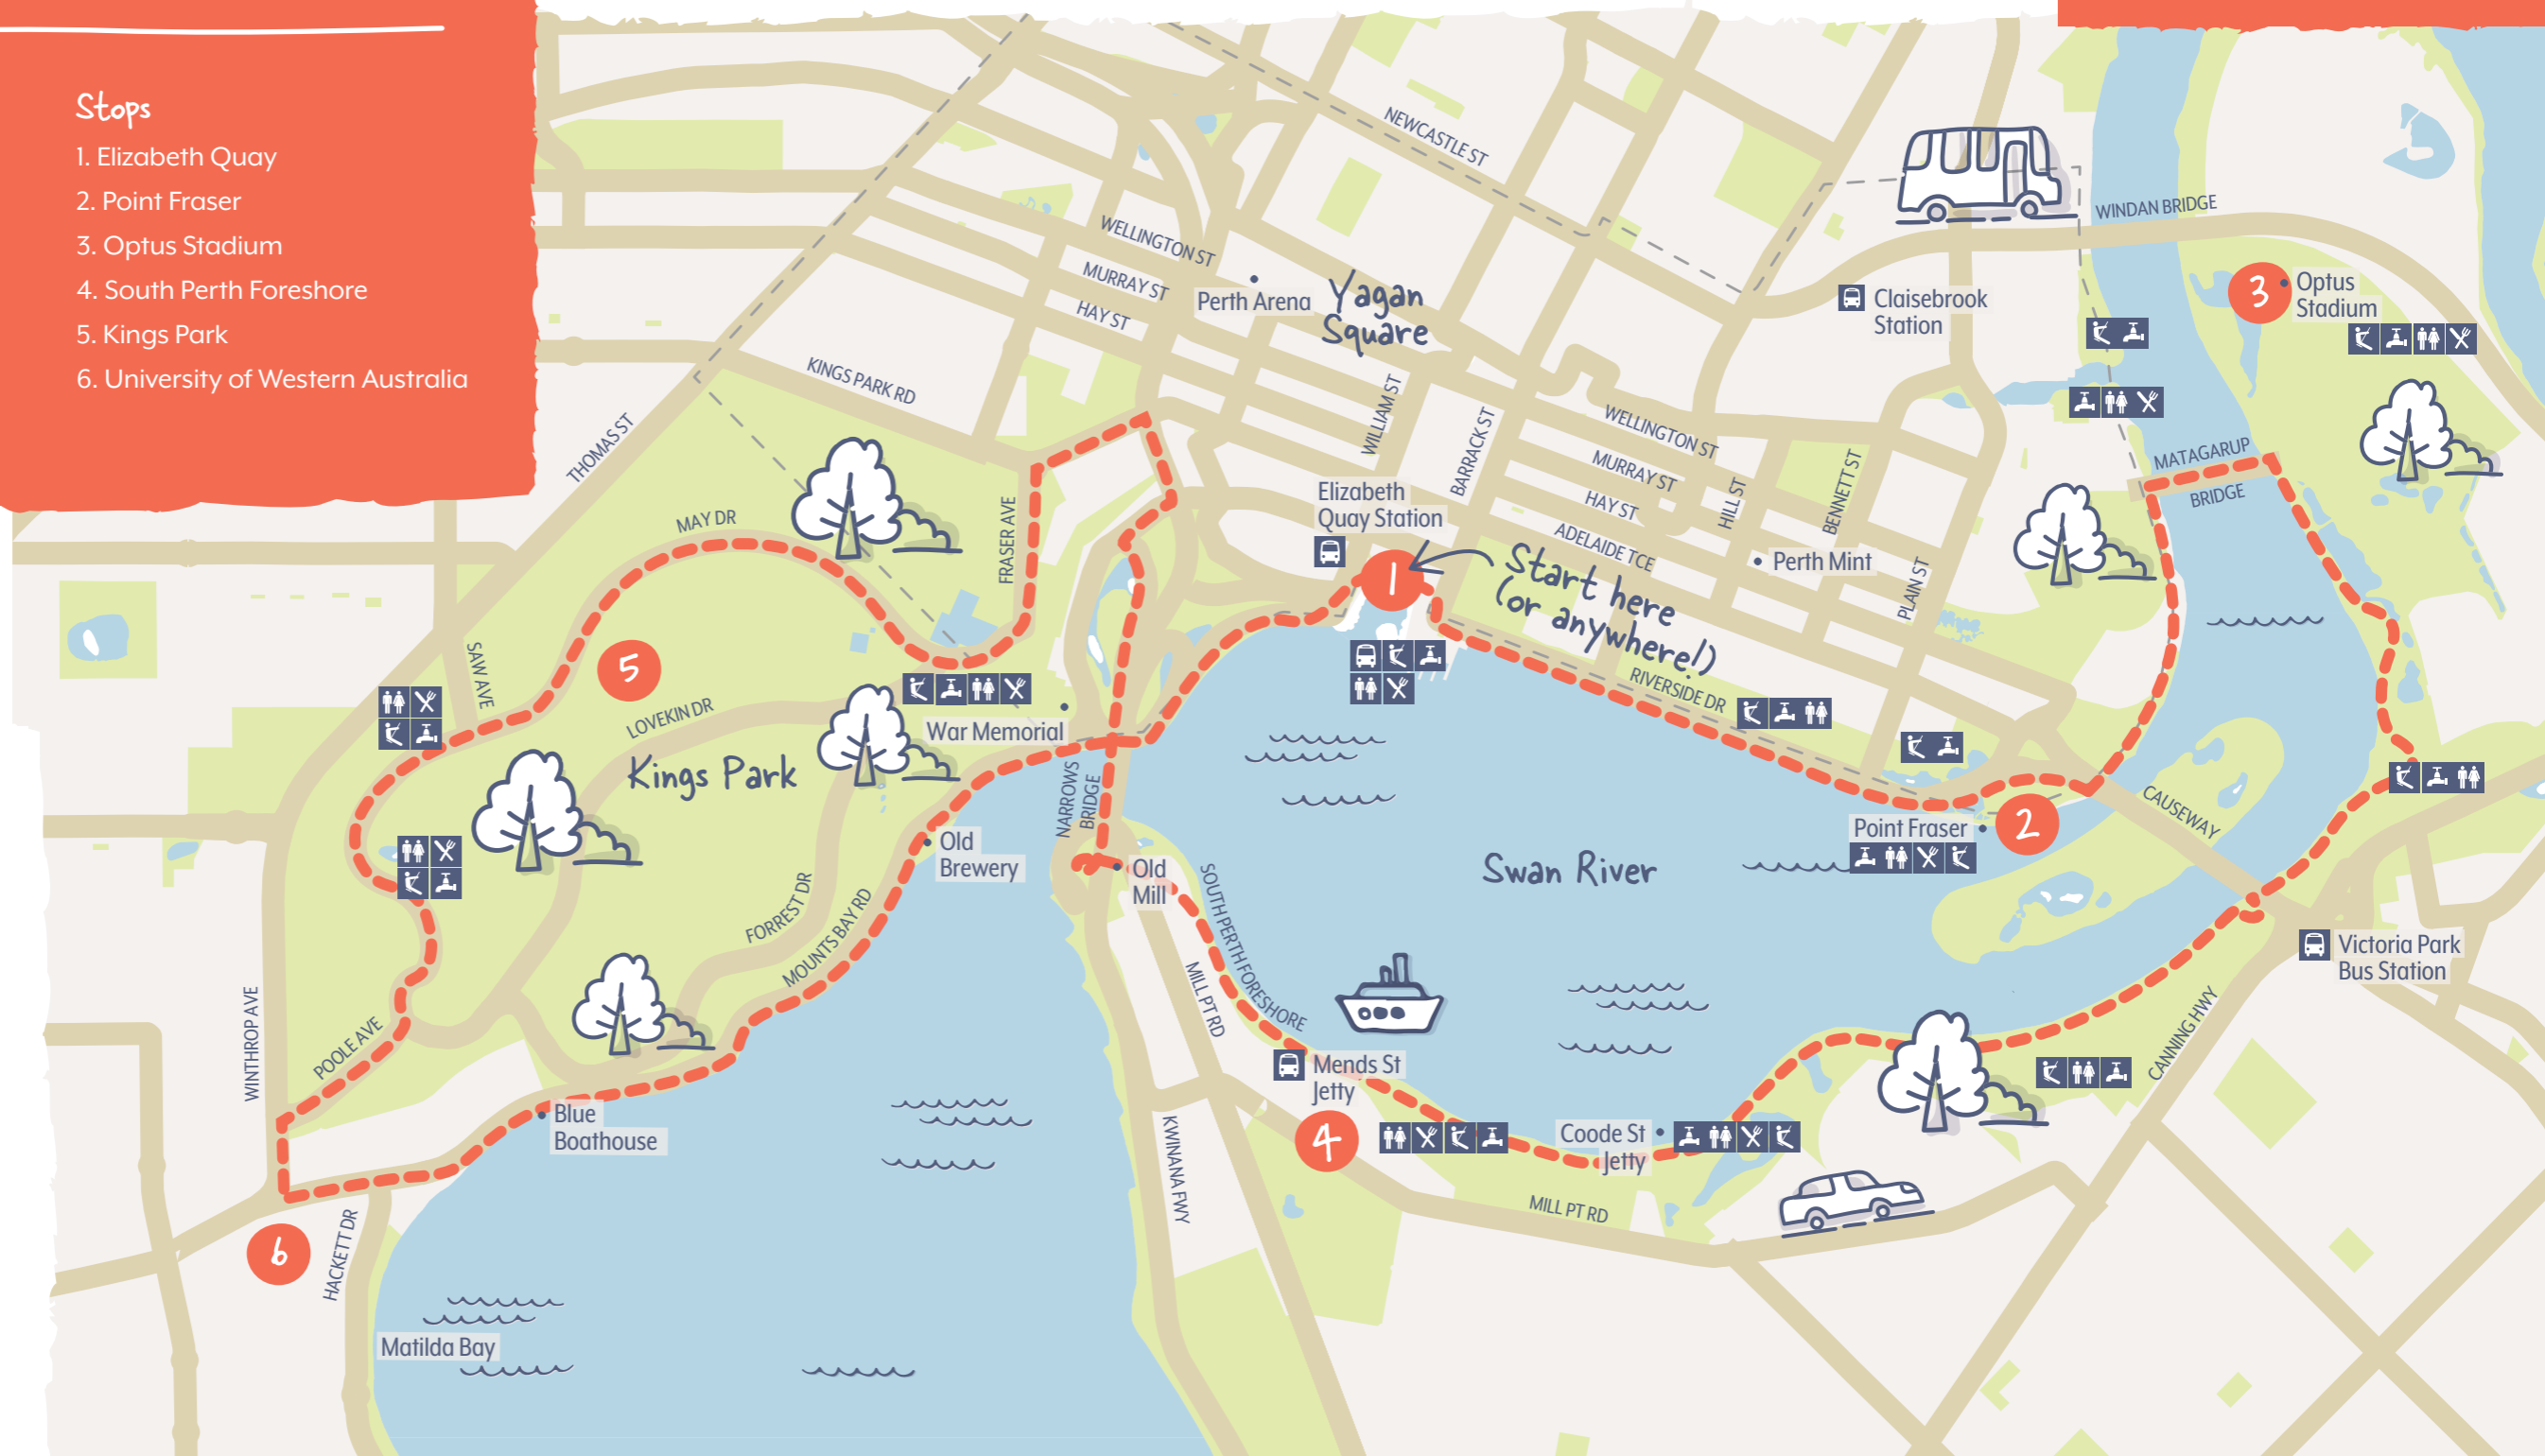 Stops
1. Elizabeth Quay
2. Point Fraser
3. Optus Stadium
4. South Perth Foreshore
5. Kings Park
6. University of Western Australia
NEWCASTLE ST
WINDAN BRIDGE
WELLINGTON ST
MURRAY ST
HAY ST
Perth Arena
Yagan
Square
Claisebrook
Station
3
Optus
Stadium
KINGS PARK RD
THOMAS ST
WILLIAM ST
BARRACK ST
WELLINGTON ST
MURRAY ST
HAY ST
ADELAIDE TCE
HILL ST
BENNETT ST
PLAIN ST
MATAGARUP
BRIDGE
Elizabeth
Quay Station
1
Start here
(or anywhere!)
Perth Mint
MAY DR
FRASER AVE
SAW AVE
5
LOVEKIN DR
Kings Park
War Memorial
RIVERSIDE DR
NARROWS
BRIDGE
CAUSEWAY
Point Fraser
2
Old
Brewery
Old
Mill
Swan River
SOUTH PERTH FORESHORE
FORREST DR
MOUNTS BAY RD
MILL PT RD
Victoria Park
Bus Station
CANNING HWY
WINTHROP AVE
POOLE AVE
Blue
Boathouse
Mends St
Jetty
4
Coode St
Jetty
KWINANA FWY
MILL PT RD
6
HACKETT DR
Matilda Bay